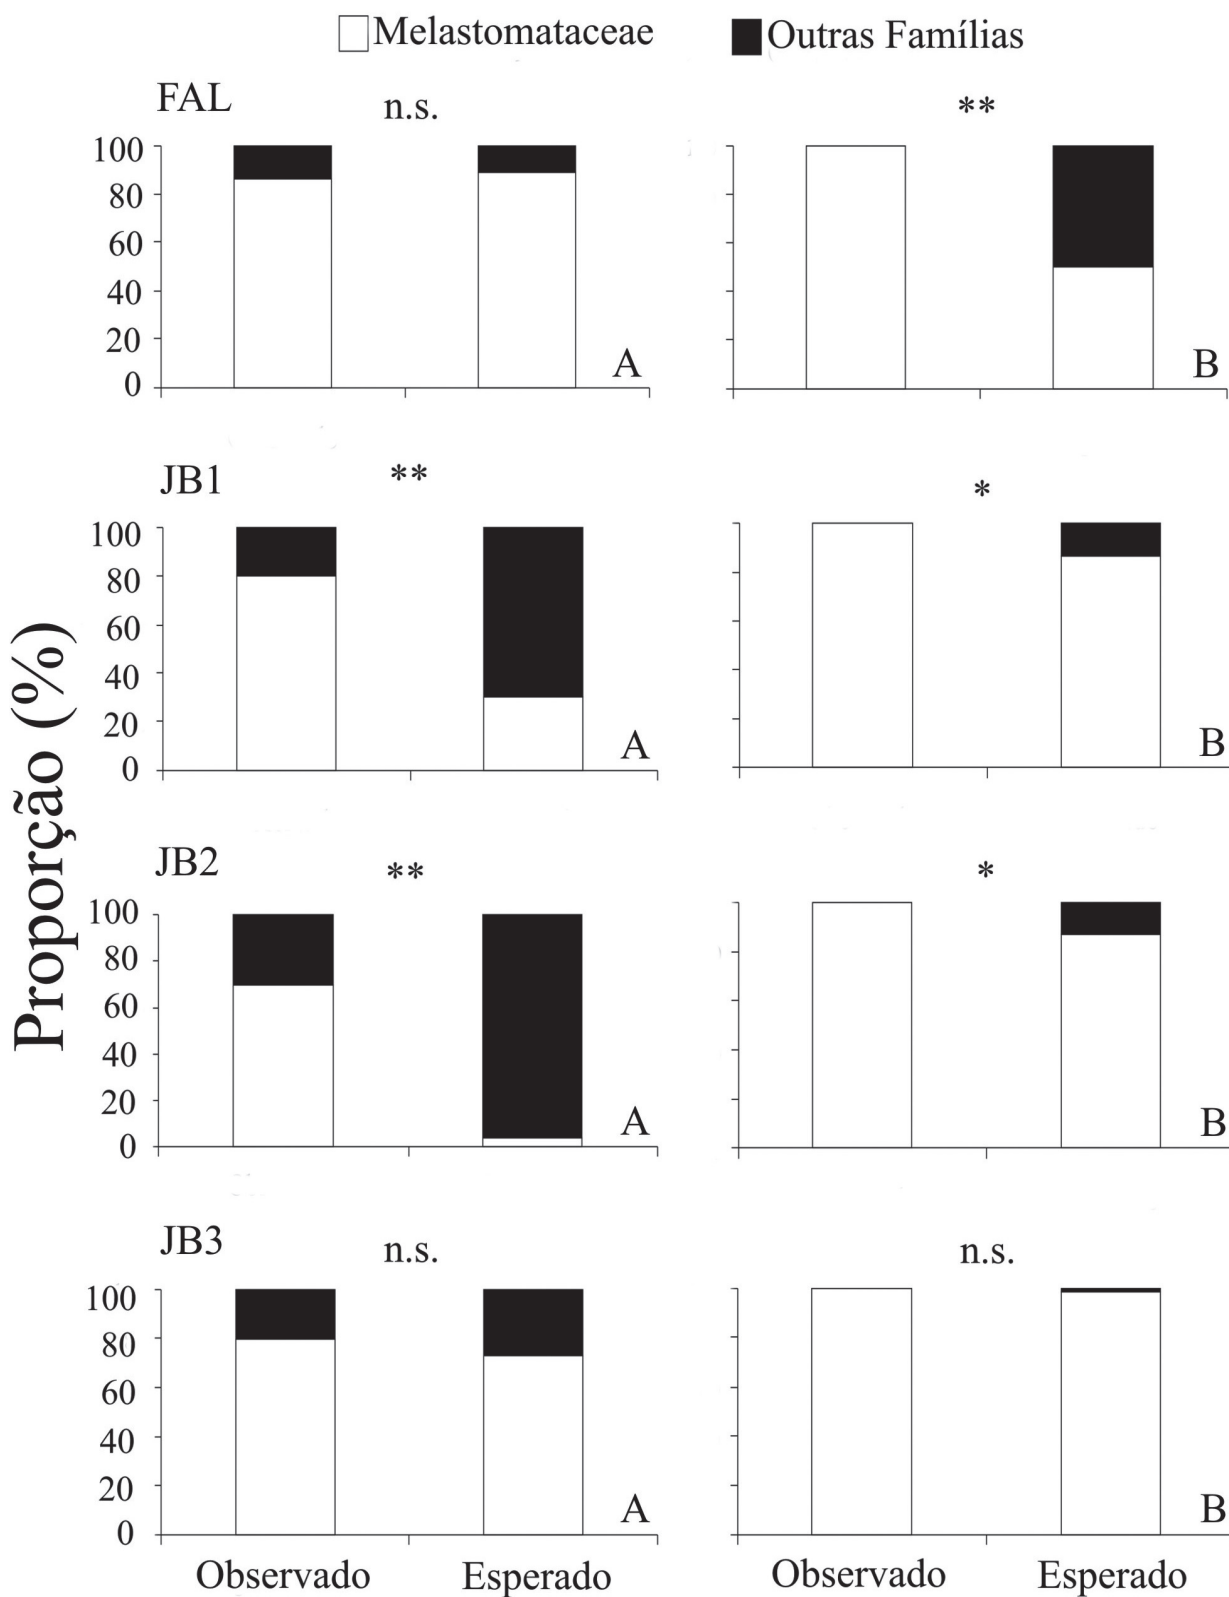 Melastomataceae Outras Famílias
FAL n.s. **
100
80
60
40
20
0
A B
JB1 ** *
100
80
60
40
20
0
A B
JB2 ** *
100
80
60
40
20
0
A B
JB3 n.s. n.s.
100
80
60
40
20
0
A B
Observado Esperado Observado Esperado
Proporção (%)